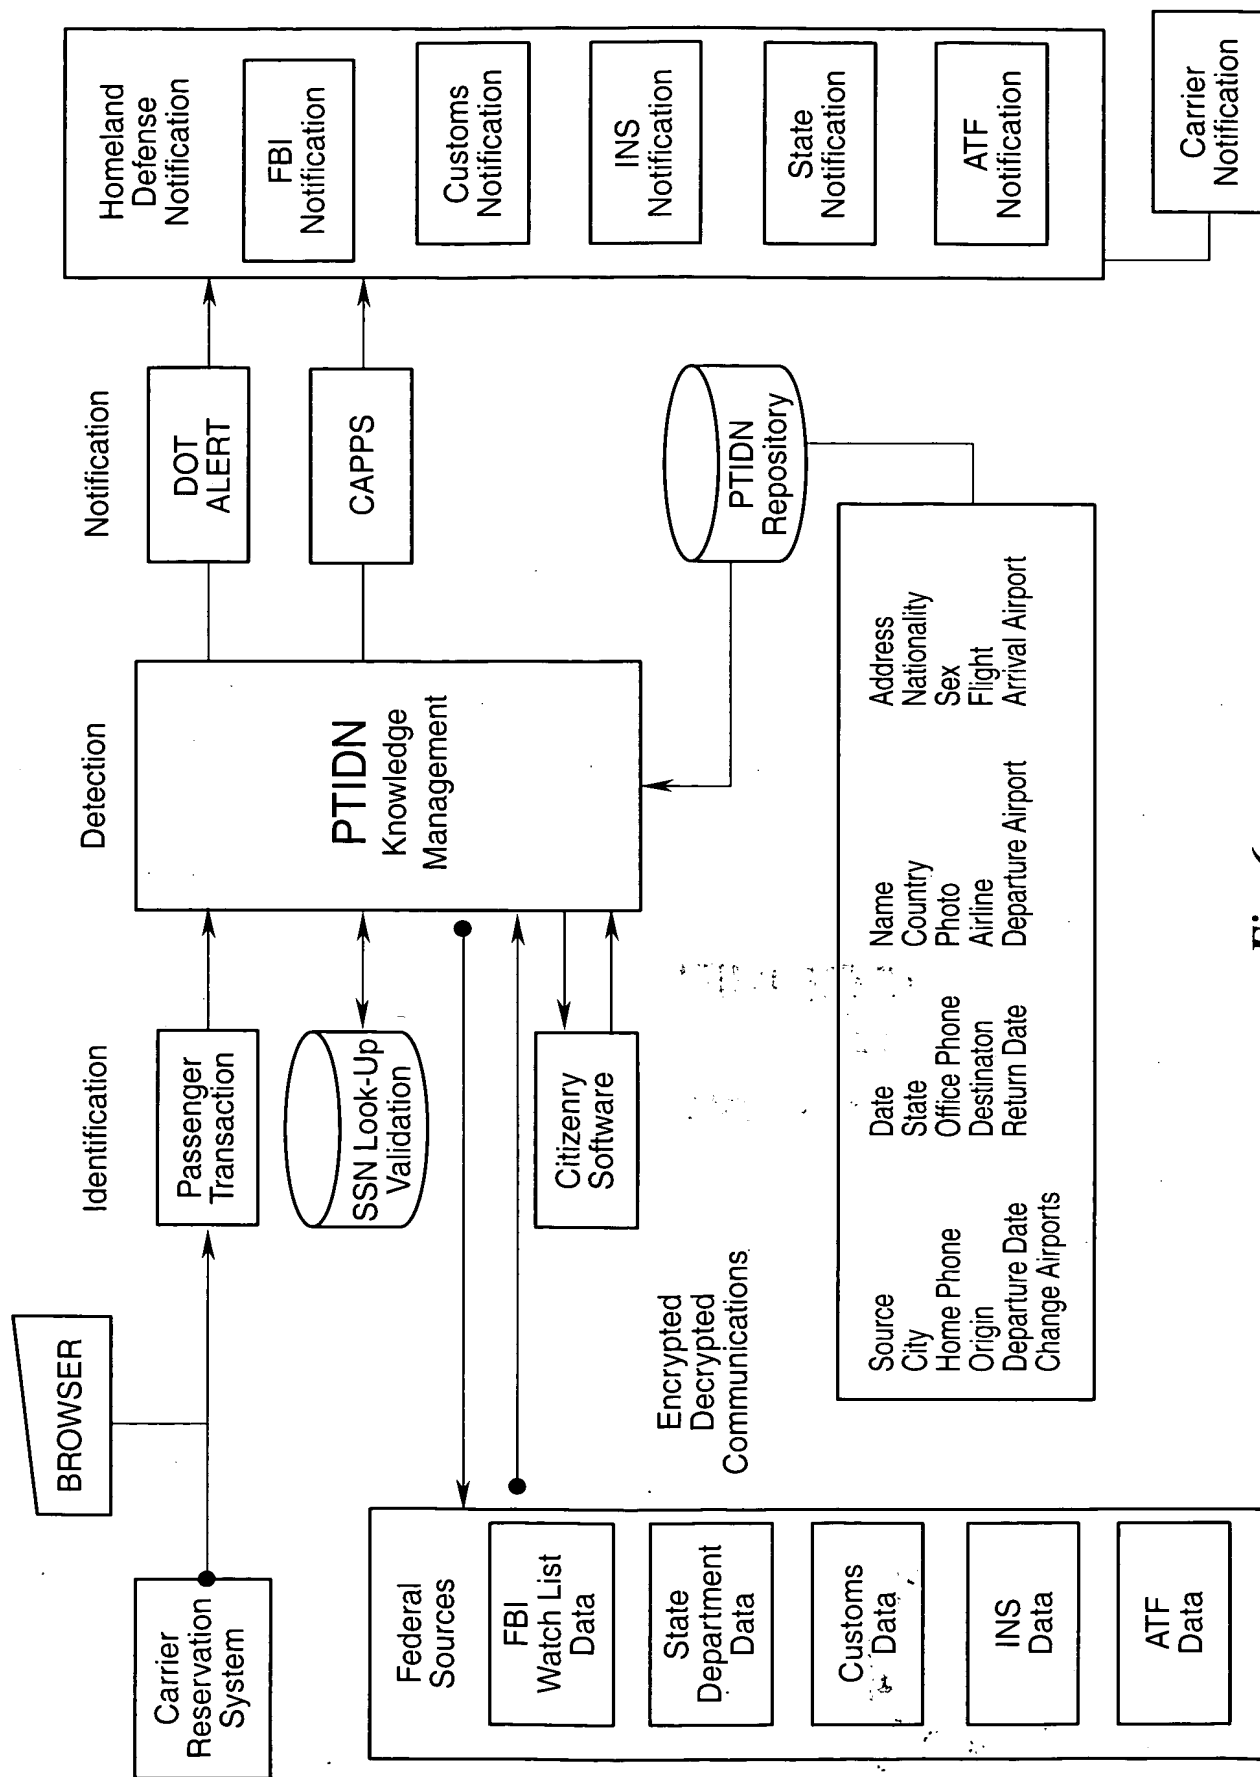 BROWSER
Carrier
Reservation
System
Identification
Passenger
Transaction
SSN Look-Up
Validation
Citizenry
Software
Detection
PTIDN
Knowledge
Management
Notification
DOT
ALERT
CAPPS
Homeland
Defense
Notification
FBI
Notification
Customs
Notification
INS
Notification
State
Notification
ATF
Notification
Carrier
Notification
Federal
Sources
FBI
Watch List
Data
State
Department
Data
Customs
Data
INS
Data
ATF
Data
Encrypted
Decrypted
Communications
PTIDN
Repository
Source Date Name Address
City State Country Nationality
Home Phone Office Phone Photo Sex
Origin Destinaton Airline Flight
Departure Date Return Date Departure Airport Arrival Airport
Change Airports